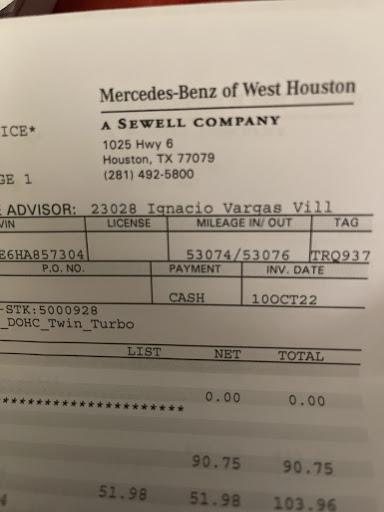 Mercedes-Benz of West Houston
ICE*
A SEWELL COMPANY
1025 Hwy 6
Houston, TX 77079
GE 1
(281) 492-5800
ADVISOR: 23028 Ignacio Vargas Vill
VIN LICENSE MILEAGE IN/ OUT TAG
E6HA857304 53074/53076 TRQ937
P.O. NO. PAYMENT INV. DATE
CASH 10OCT22
-STK:5000928
_DOHC_Twin_Turbo
LIST NET TOTAL
0.00 0.00
***********************
90.75 90.75
4 51.98 51.98 103.96